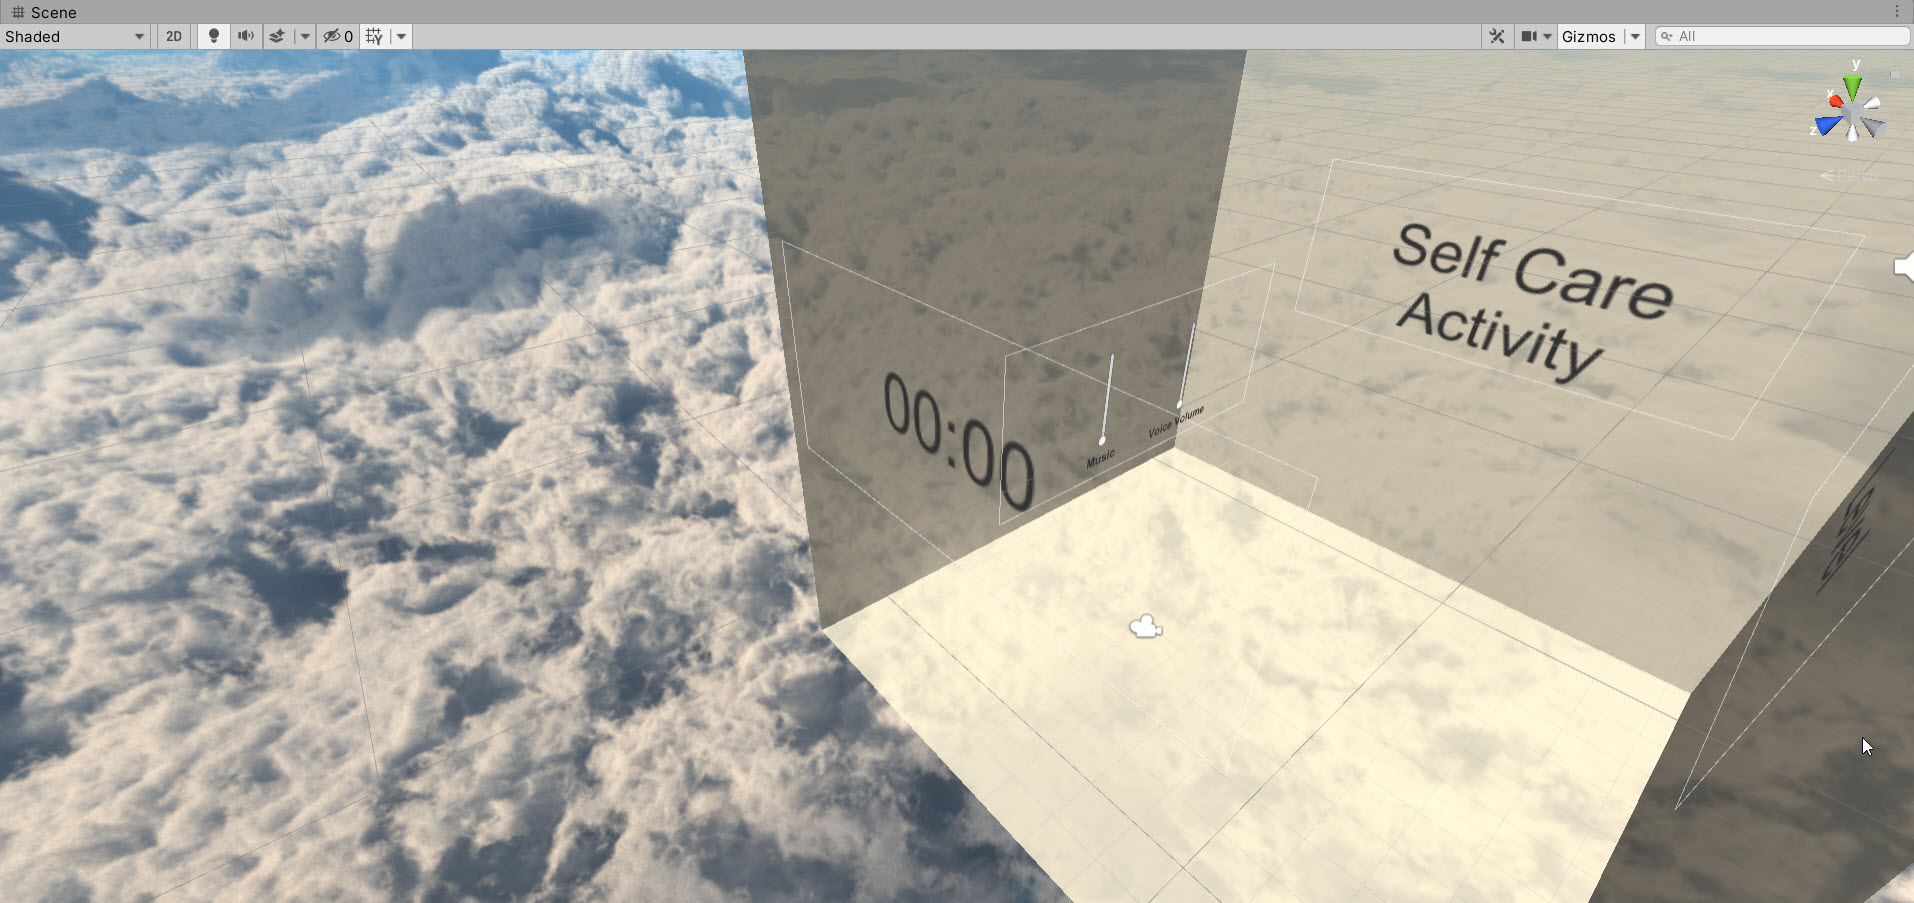 Scene
Shaded
2D
0
Gizmos
All
y
x
z
Persp
Self Care
Activity
00:00
Voice Volume
Music